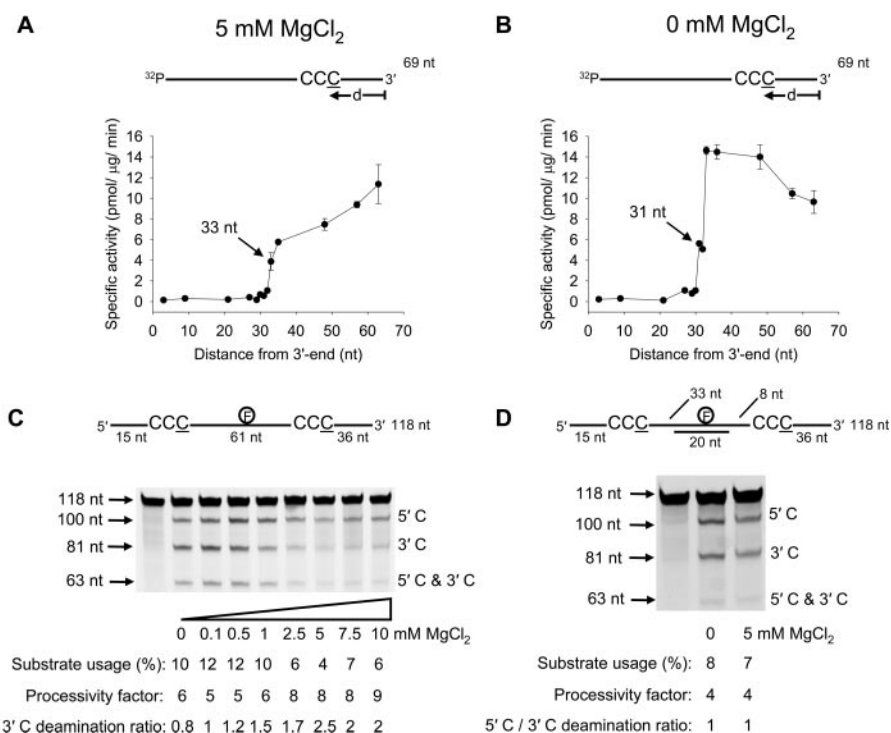 A
5 mM MgCl2
32P CCC 3′ 69 nt
d
Specific activity (pmol/ μg/ min)
16
14
12
10
8
6
4
2
0
33 nt
0 10 20 30 40 50 60 70
Distance from 3'-end (nt)
B
0 mM MgCl2
32P CCC 3′ 69 nt
d
Specific activity (pmol/ μg/ min)
16
14
12
10
8
6
4
2
0
31 nt
0 10 20 30 40 50 60 70
Distance from 3'-end (nt)
C
5′ CCC F CCC 3′ 118 nt
15 nt 61 nt 36 nt
118 nt
100 nt 5′ C
81 nt 3′ C
63 nt 5′ C & 3′ C
0 0.1 0.5 1 2.5 5 7.5 10 mM MgCl2
Substrate usage (%): 10 12 12 10 6 4 7 6
Processivity factor: 6 5 5 6 8 8 8 9
3′ C deamination ratio: 0.8 1 1.2 1.5 1.7 2.5 2 2
D
33 nt 8 nt
5′ CCC F CCC 3′ 118 nt
15 nt 20 nt 36 nt
118 nt
5′ C
100 nt
81 nt 3′ C
63 nt 5′ C & 3′ C
0 5 mM MgCl2
Substrate usage (%): 8 7
Processivity factor: 4 4
5′ C / 3′ C deamination ratio: 1 1